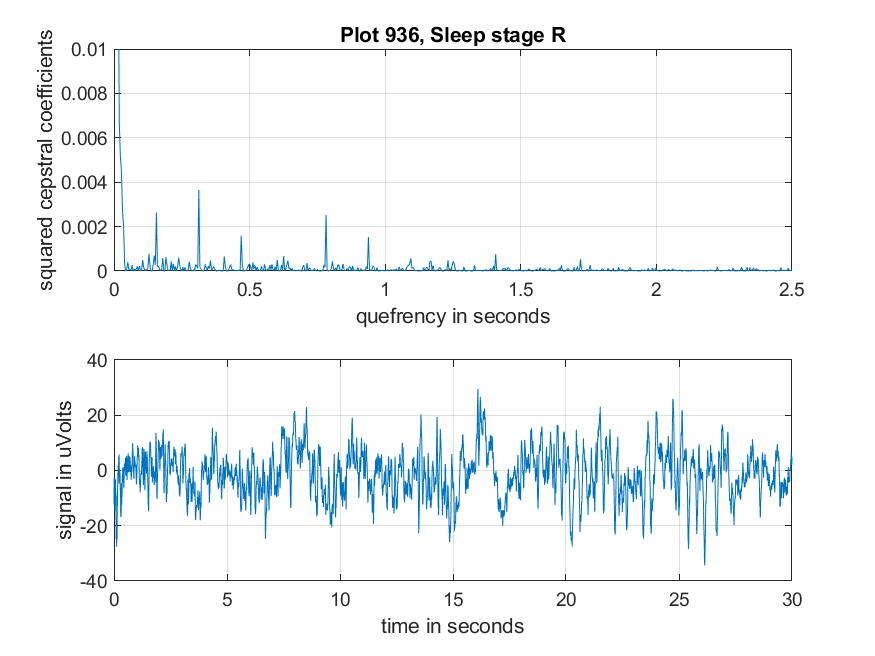 Plot 936, Sleep stage R
squared cepstral coefficients
0.01
0.008
0.006
0.004
0.002
0
0 0.5 1 1.5 2 2.5
quefrency in seconds
signal in uVolts
40
20
0
-20
-40
0 5 10 15 20 25 30
time in seconds